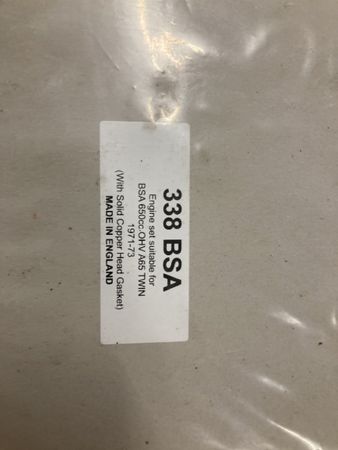 338 BSA
Engine set suitable for
BSA 650cc OHV A65 TWIN
1971-73
(With Solid Copper Head Gasket)
MADE IN ENGLAND